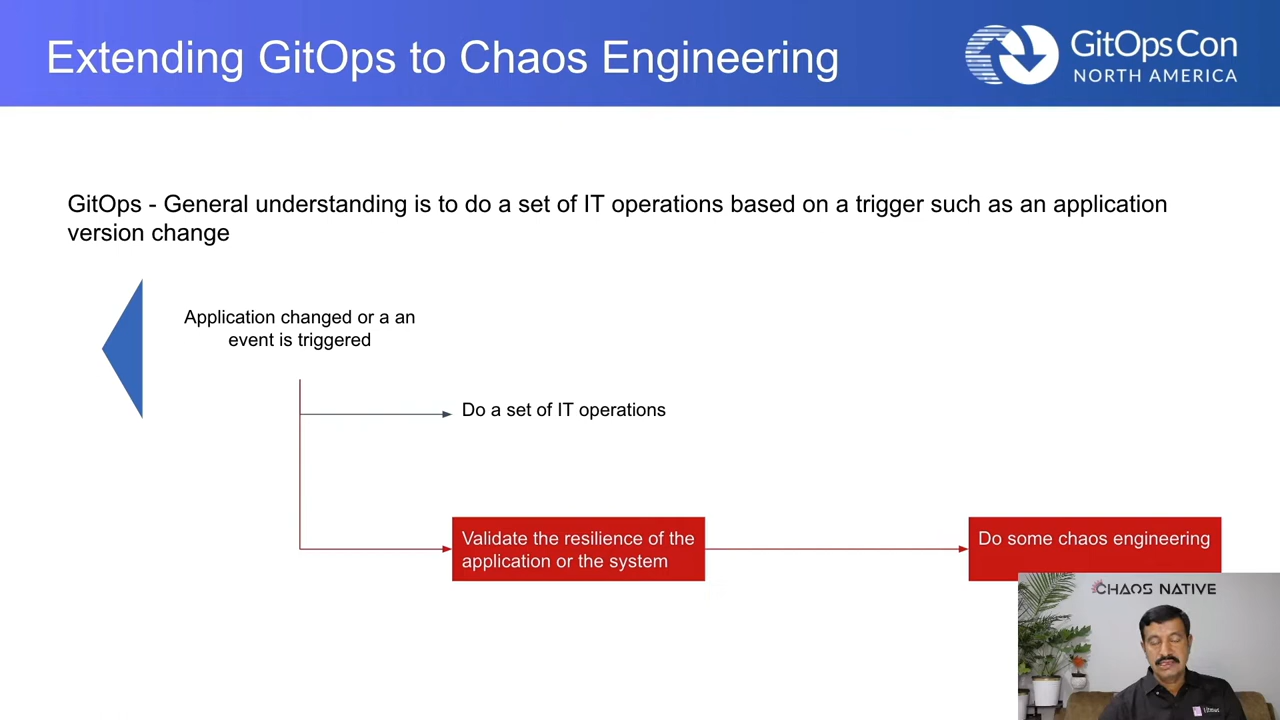 Extending GitOps to Chaos Engineering
GitOpsCon
NORTH AMERICA
GitOps - General understanding is to do a set of IT operations based on a trigger such as an application
version change
Application changed or a an
event is triggered
Do a set of IT operations
Validate the resilience of the
application or the system
Do some chaos engineering
CHAOS NATIVE